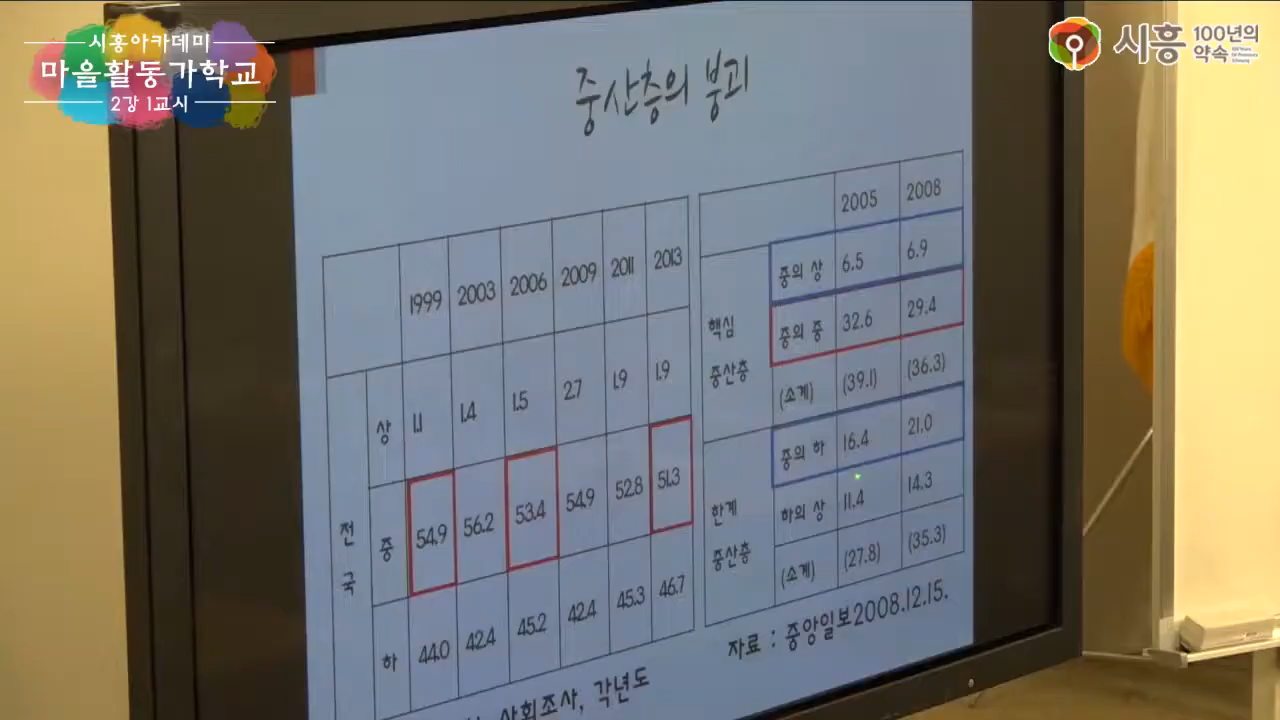 시흥아카데미
마을활동가학교
2강 1교시
시흥 100년의 약속
중산층의 붕괴
1999 2003 2006 2009 2011 2013
전국
상 1.1 1.4 1.5 2.7 1.9 1.9
중 54.9 56.2 53.4 54.9 52.8 51.3
하 44.0 42.4 45.2 42.4 45.3 46.7
사회조사, 각년도
2005 2008
핵심 중산층
중의 상 6.5 6.9
중의 중 32.6 29.4
(소계) (39.1) (36.3)
한계 중산층
중의 하 16.4 21.0
하의 상 11.4 14.3
(소계) (27.8) (35.3)
자료 : 중앙일보2008.12.15.